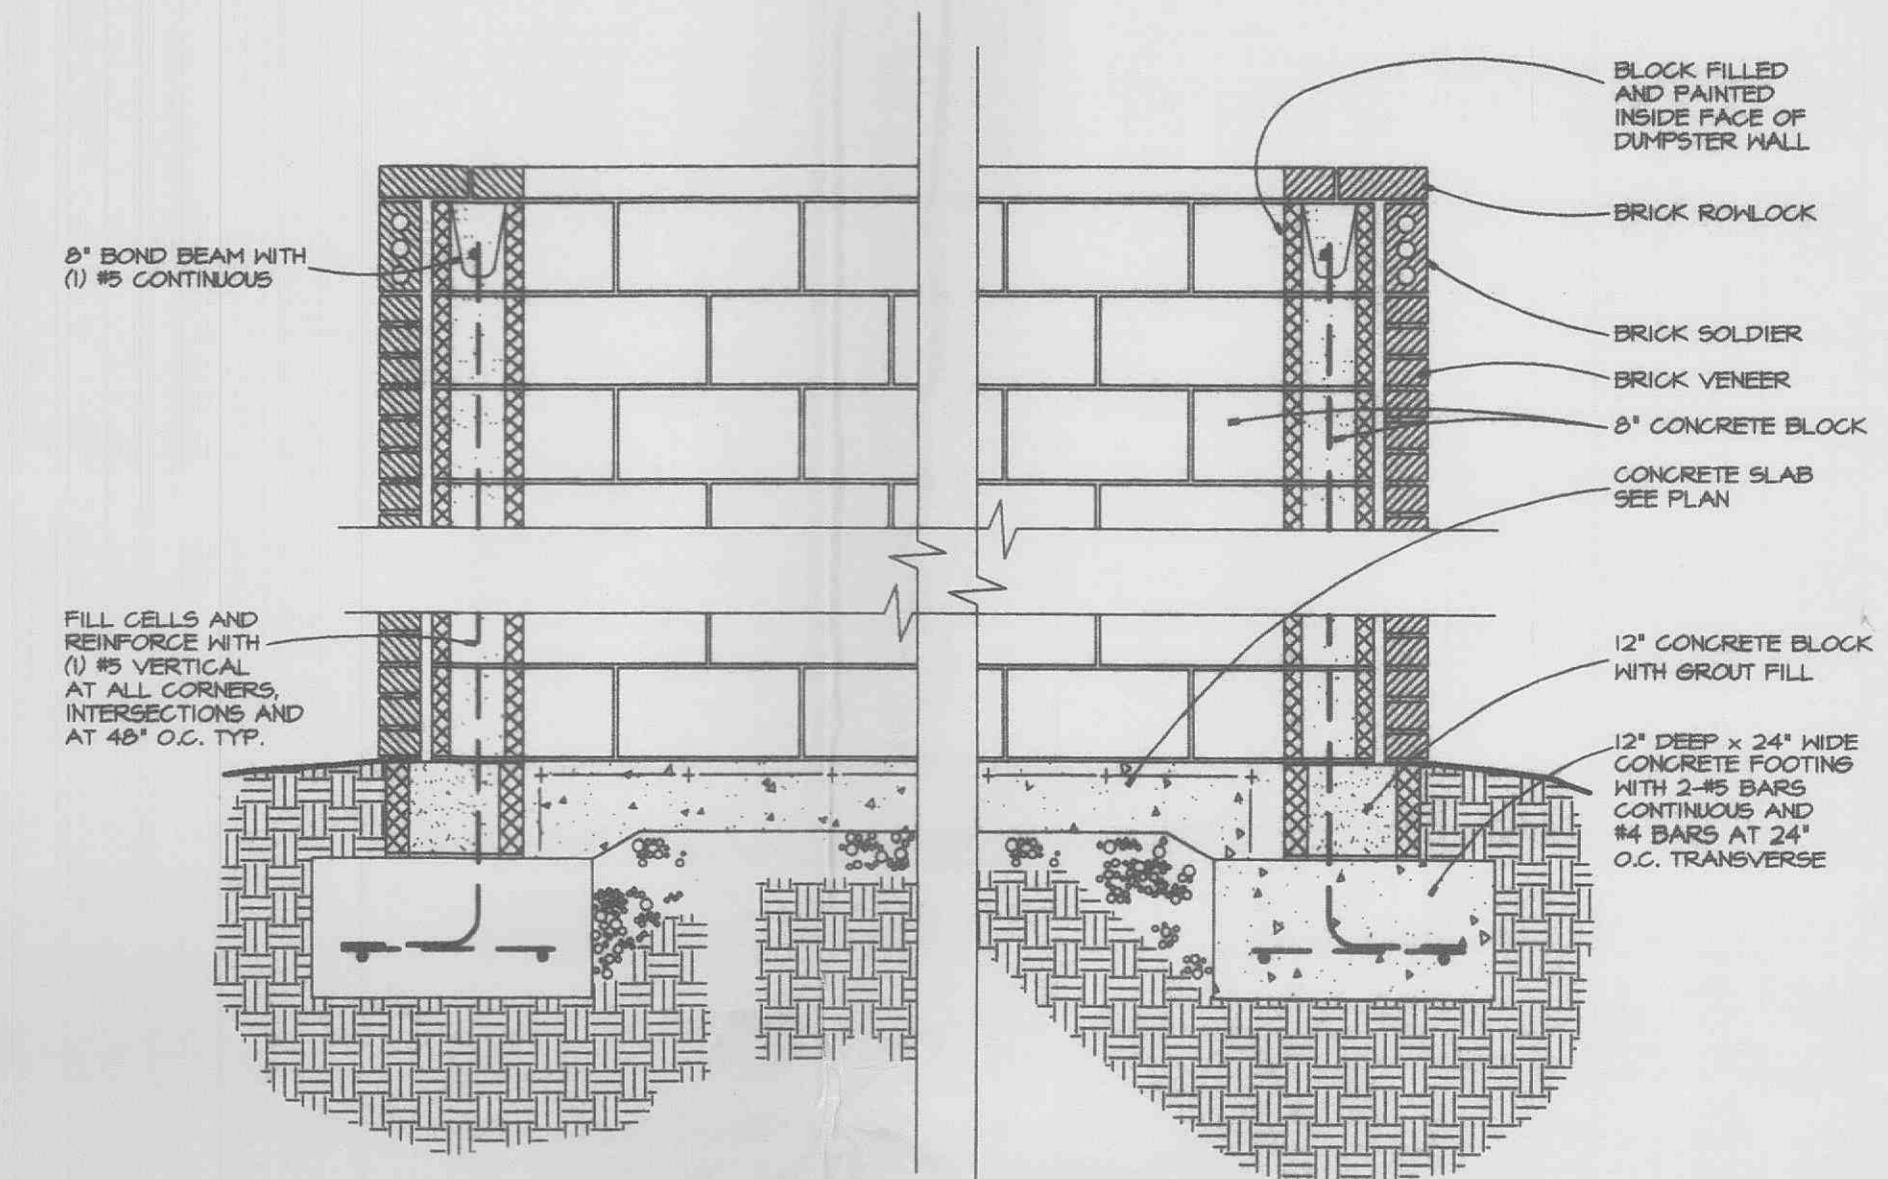 8" BOND BEAM WITH
(1) #5 CONTINUOUS
FILL CELLS AND
REINFORCE WITH
(1) #5 VERTICAL
AT ALL CORNERS,
INTERSECTIONS AND
AT 48" O.C. TYP.
BLOCK FILLED
AND PAINTED
INSIDE FACE OF
DUMPSTER WALL
BRICK ROWLOCK
BRICK SOLDIER
BRICK VENEER
8" CONCRETE BLOCK
CONCRETE SLAB
SEE PLAN
12" CONCRETE BLOCK
WITH GROUT FILL
12" DEEP x 24" WIDE
CONCRETE FOOTING
WITH 2-#5 BARS
CONTINUOUS AND
#4 BARS AT 24"
O.C. TRANSVERSE